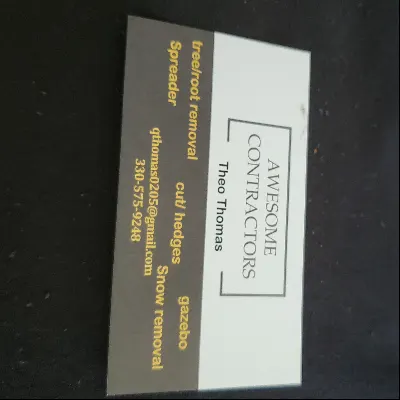 AWESOME
CONTRACTORS
Theo Thomas
tree/root removal cut/ hedges gazebo
Spreader Snow removal
qthomas0205@gmail.com
330-575-9248